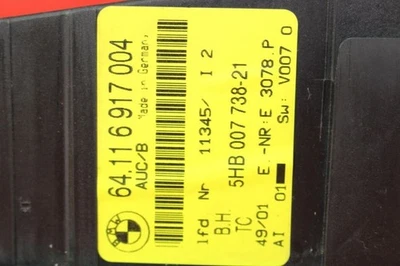 64.11 6 917 004
AUC/B Made in Germany
lfd Nr 11345/ I 2
B.H. 5HB 007 738-21
TC
49/01 E.-NR:E 3078.P
AI 01 SW: V007 0